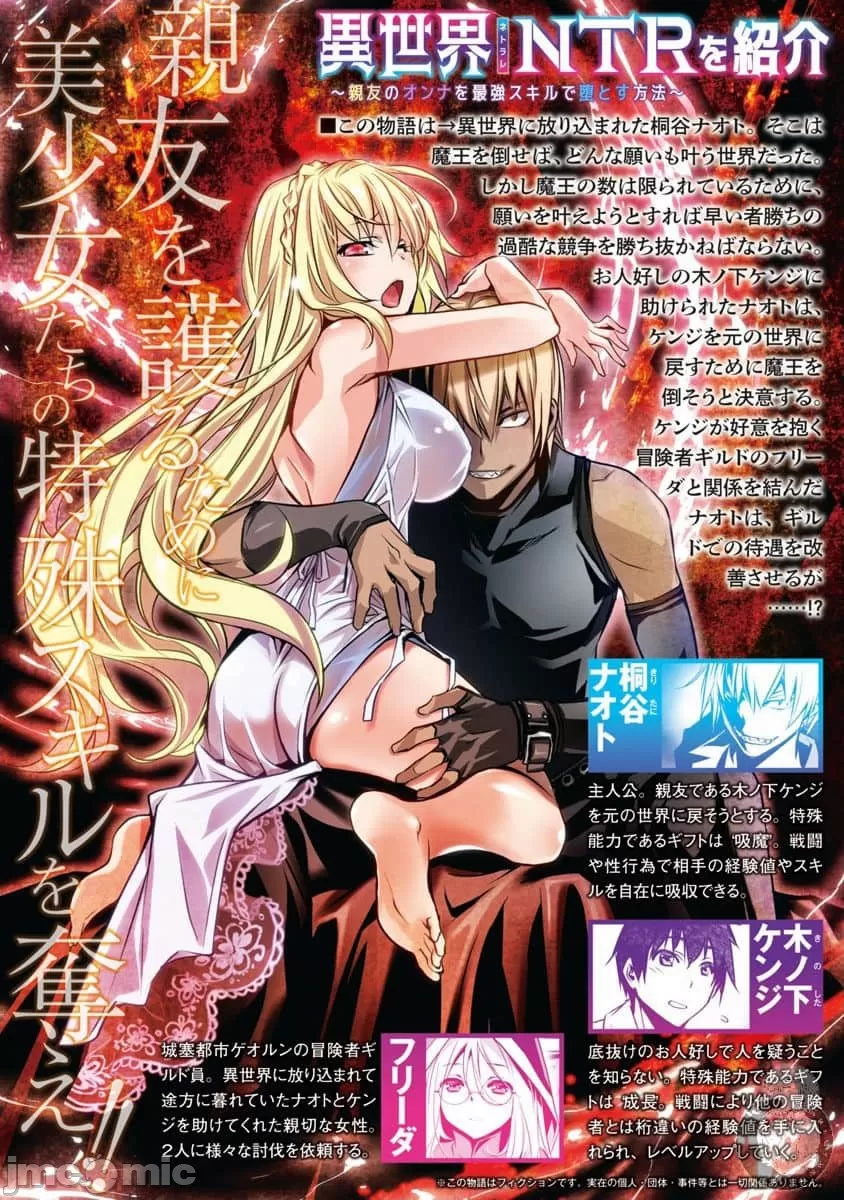 異世界NTRを紹介
ネトラレ
～親友のオンナを最強スキルで堕とす方法～
親友を護るために
美少女たちの特殊スキルを奪え!!
■この物語は→異世界に放り込まれた桐谷ナオト。そこは
魔王を倒せば、どんな願いも叶う世界だった。
しかし魔王の数は限られているために、
願いを叶えようとすれば早い者勝ちの
過酷な競争を勝ち抜かねばならない。
お人好しの木ノ下ケンジに
助けられたナオトは、
ケンジを元の世界に
戻すために魔王を
倒そうと決意する。
ケンジが好意を抱く
冒険者ギルドのフリー
ダと関係を結んだ
ナオトは、ギル
ドでの待遇を改
善させるが
……!?
桐谷
きりたに
ナオト
主人公。親友である木ノ下ケンジ
を元の世界に戻そうとする。特殊
能力であるギフトは“吸魔”。戦闘
や性行為で相手の経験値やスキ
ルを自在に吸収できる。
木ノ下
きのした
ケンジ
底抜けのお人好しで人を疑うこと
を知らない。特殊能力であるギフ
トは“成長”。戦闘により他の冒険
者とは桁違いの経験値を手に入
れられ、レベルアップしていく。
フリーダ
城塞都市ゲオルンの冒険者ギ
ルド員。異世界に放り込まれて
途方に暮れていたナオトとケン
ジを助けてくれた親切な女性。
2人に様々な討伐を依頼する。
※この物語はフィクションです。実在の個人・団体・事件等とは一切関係ありません。
jmcomic